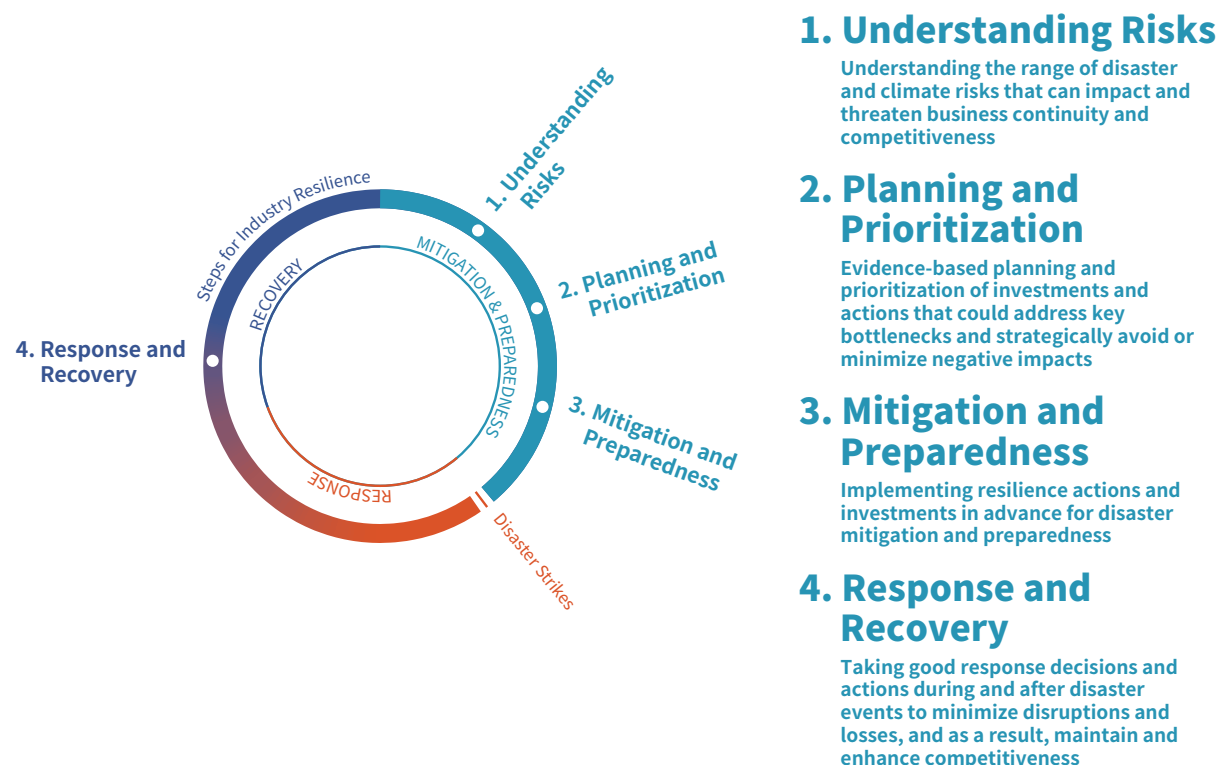 Steps for Industry Resilience
RECOVERY
MITIGATION & PREPAREDNESS
RESPONSE
1. Understanding
Risks
2. Planning and
Prioritization
3. Mitigation and
Preparedness
Disaster Strikes
4. Response and
Recovery
1. Understanding Risks
Understanding the range of disaster
and climate risks that can impact and
threaten business continuity and
competitiveness
2. Planning and
Prioritization
Evidence-based planning and
prioritization of investments and
actions that could address key
bottlenecks and strategically avoid or
minimize negative impacts
3. Mitigation and
Preparedness
Implementing resilience actions and
investments in advance for disaster
mitigation and preparedness
4. Response and
Recovery
Taking good response decisions and
actions during and after disaster
events to minimize disruptions and
losses, and as a result, maintain and
enhance competitiveness